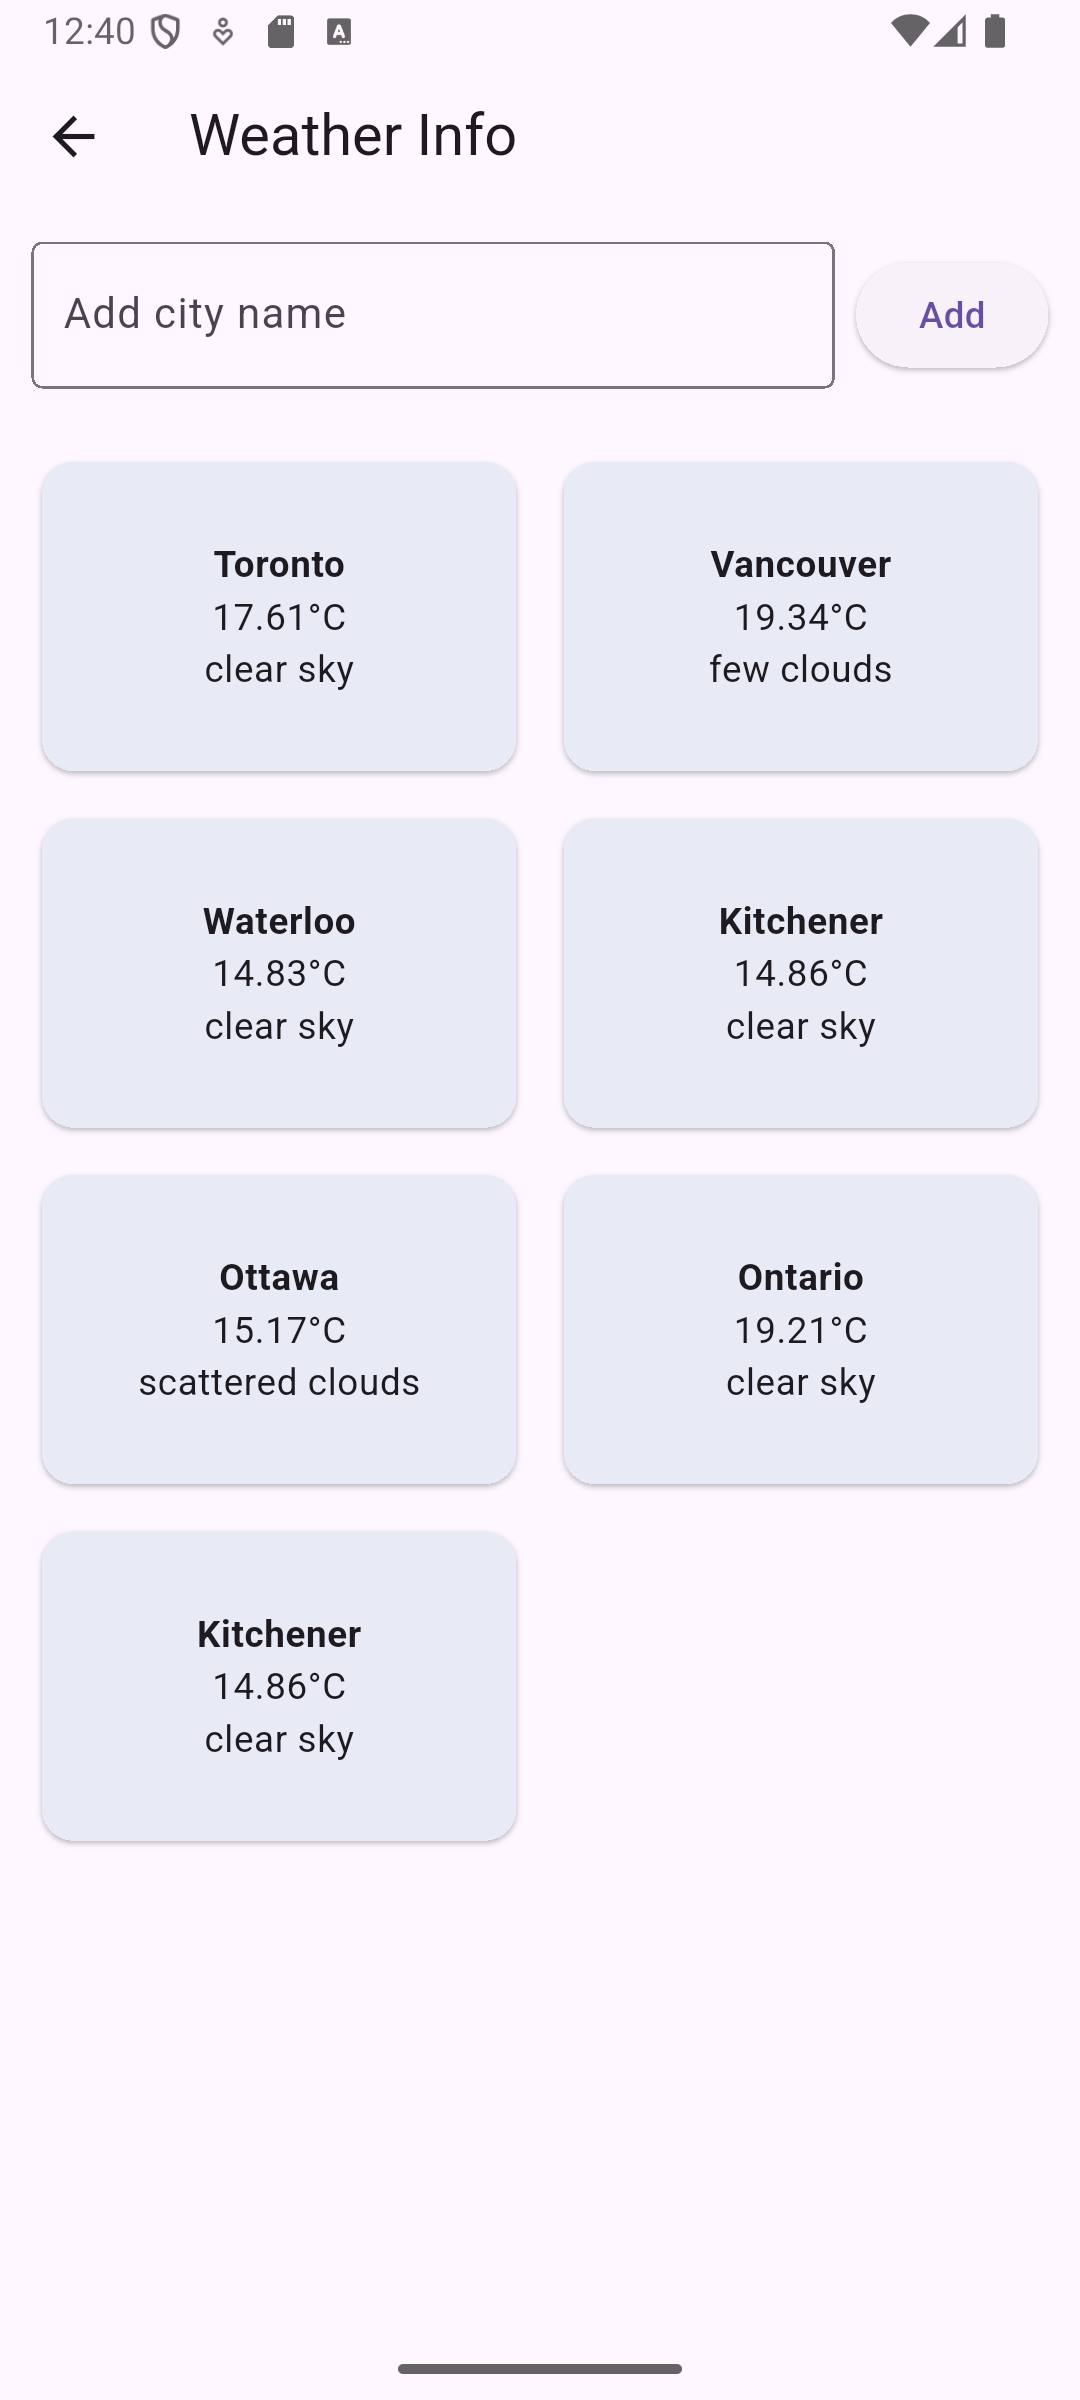 12:40
Weather Info
Add city name
Add
Toronto
17.61°C
clear sky
Vancouver
19.34°C
few clouds
Waterloo
14.83°C
clear sky
Kitchener
14.86°C
clear sky
Ottawa
15.17°C
scattered clouds
Ontario
19.21°C
clear sky
Kitchener
14.86°C
clear sky